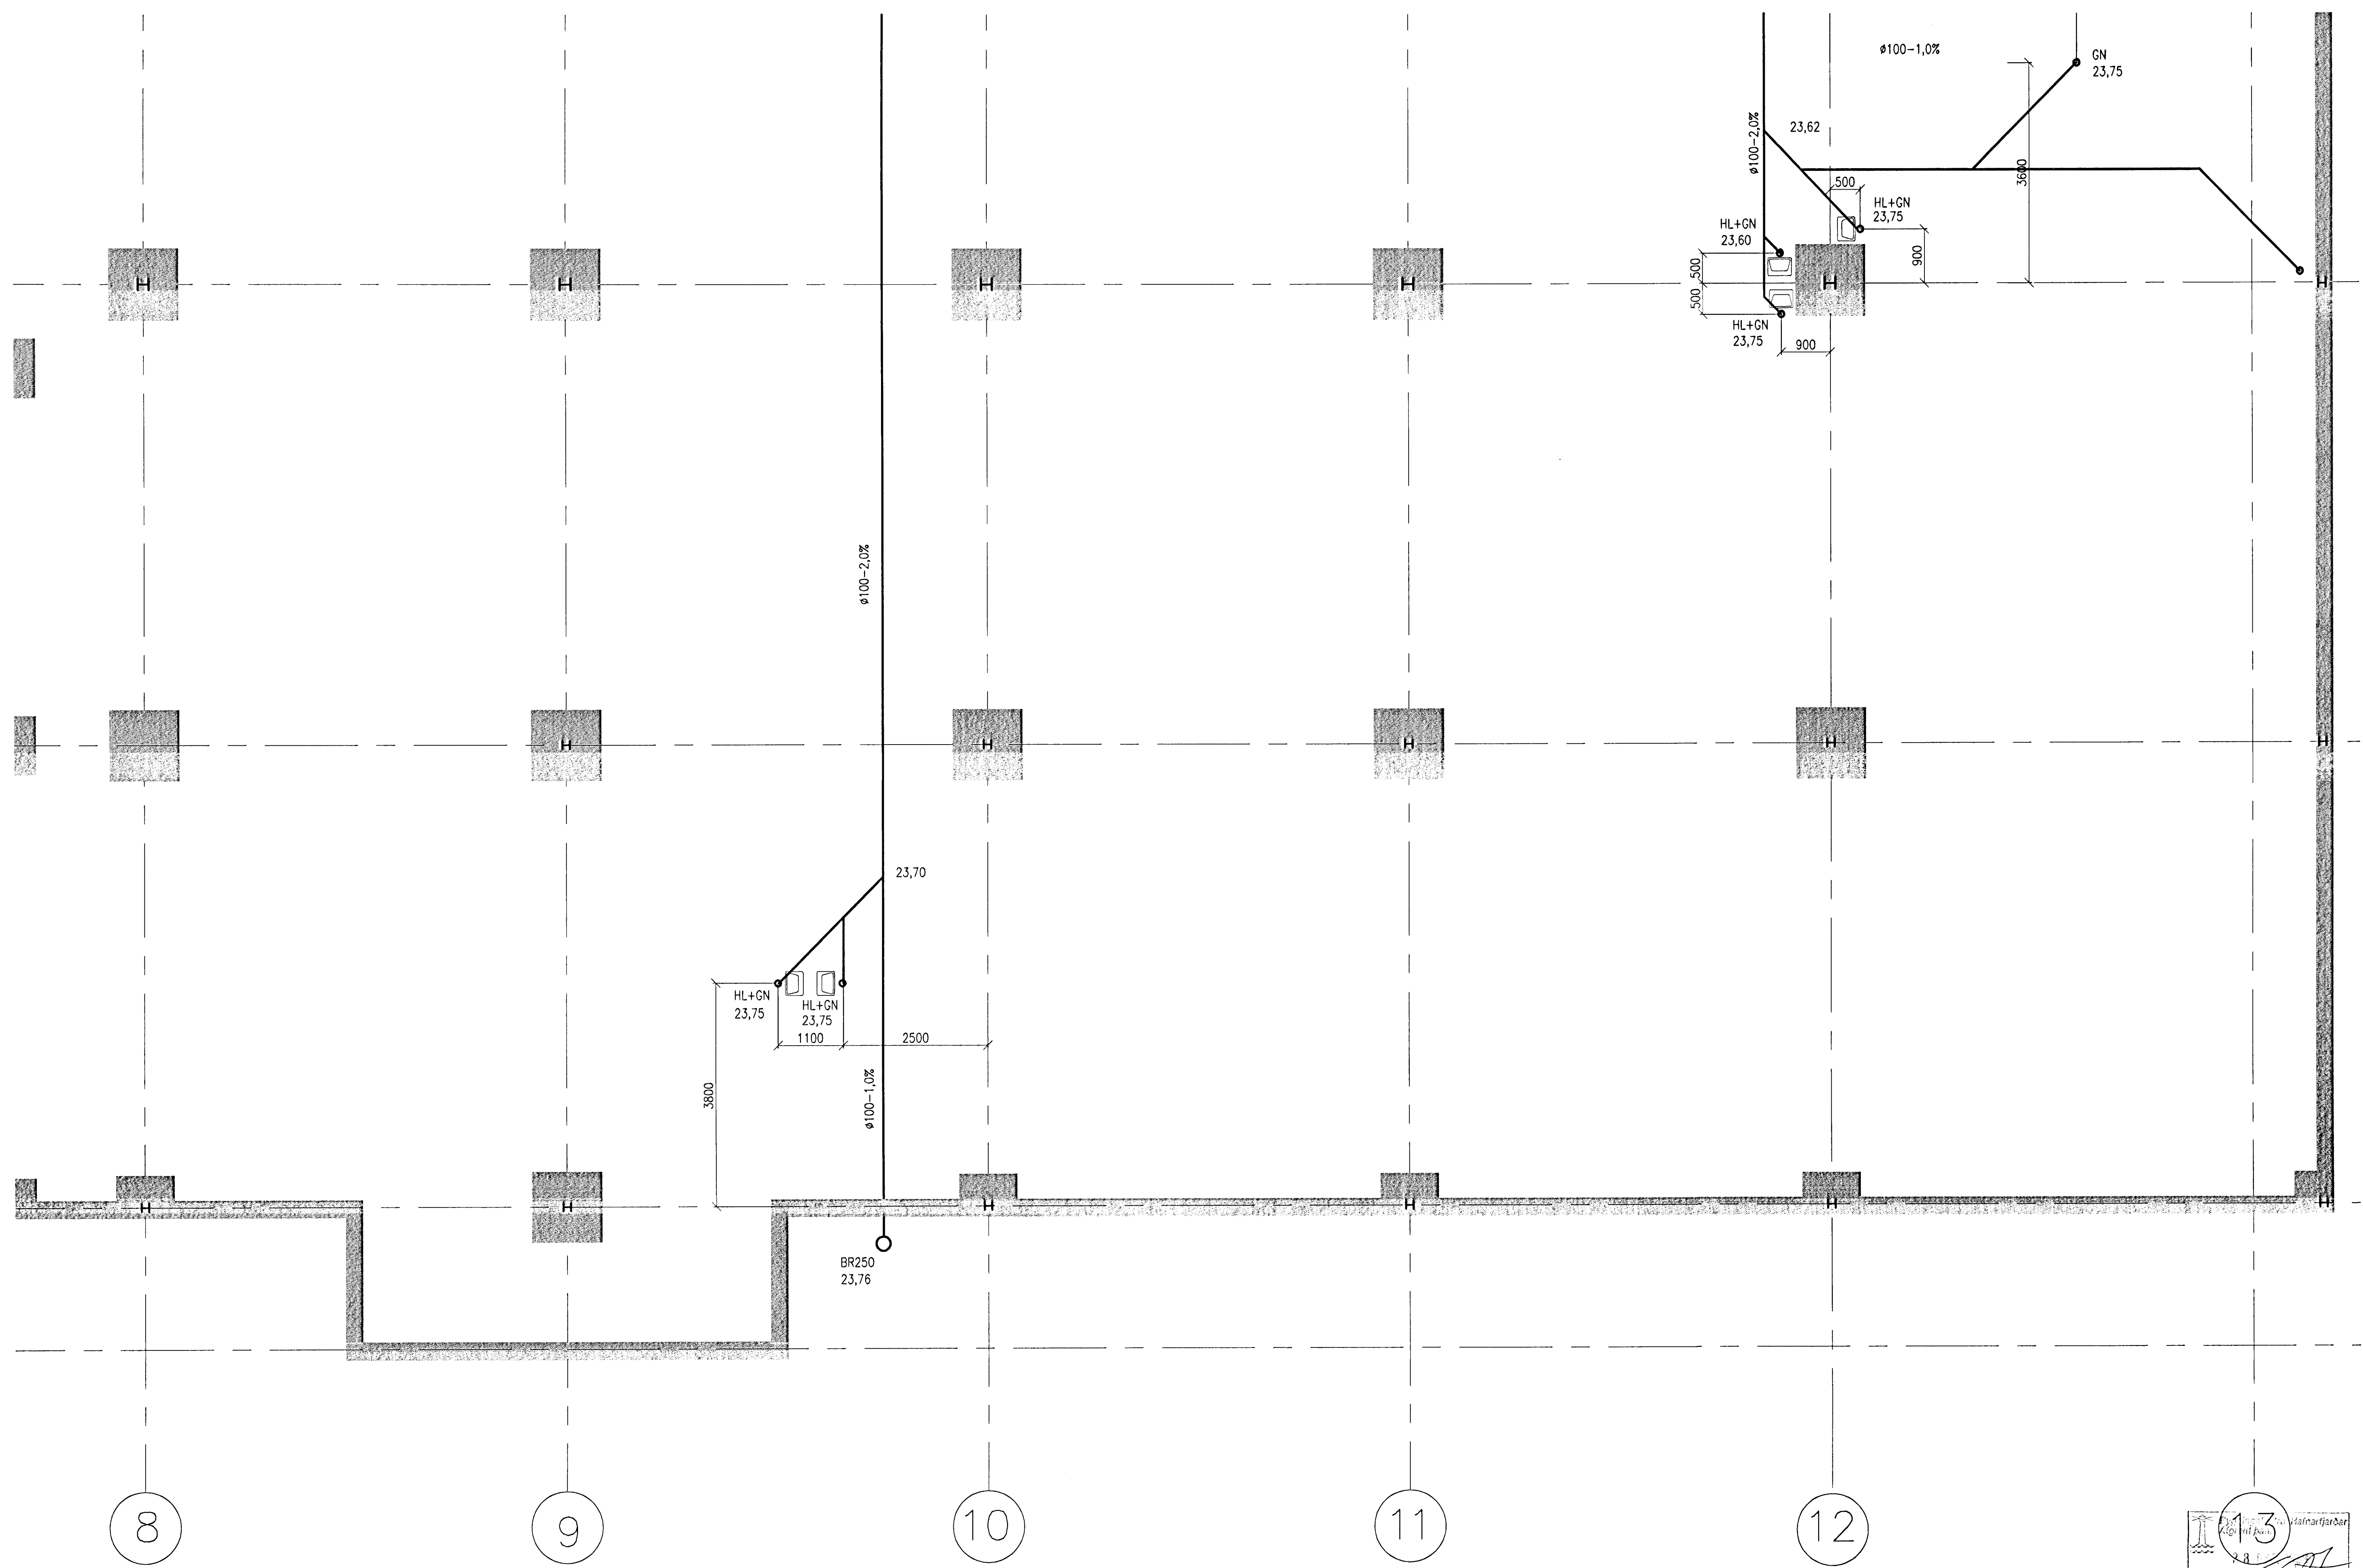 ø100-1,0%
GN
23,75
ø100-2,0%
23,62
3600
500
HL+GN
23,75
HL+GN
23,60
900
500
500
HL+GN
23,75
900
H
H
H
H
H
H
ø100-2,0%
H
H
H
H
H
23,70
HL+GN
23,75
HL+GN
23,75
1100
2500
3800
ø100-1,0%
H
H
H
H
H
H
BR250
23,76
8
9
10
11
12
13
Hafnarfjarðar